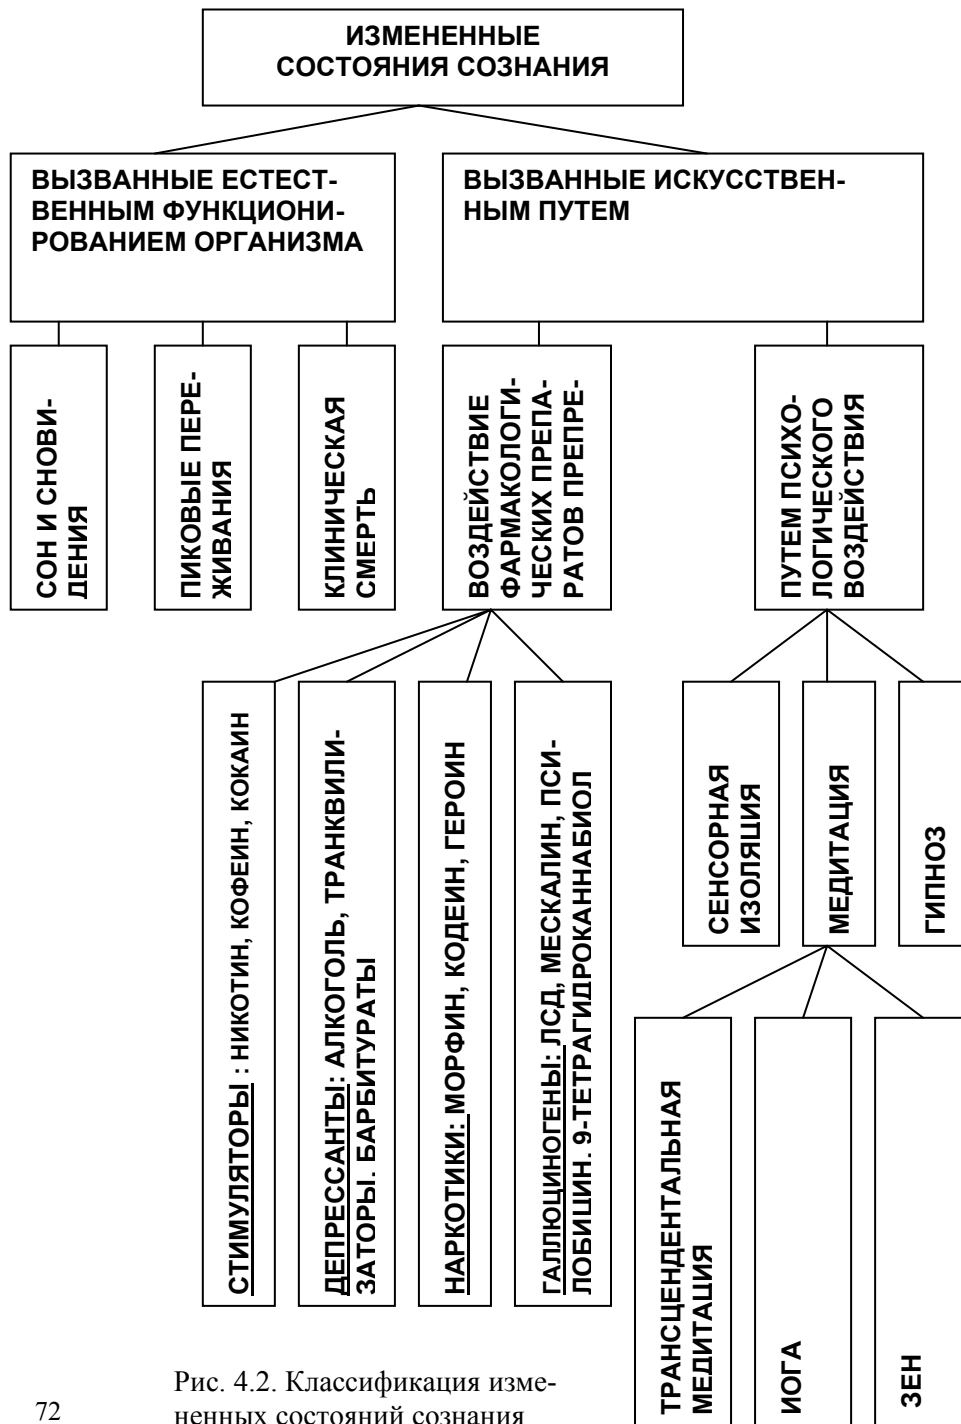 ИЗМЕНЕННЫЕ
СОСТОЯНИЯ СОЗНАНИЯ
ВЫЗВАННЫЕ ЕСТЕСТ-
ВЕННЫМ ФУНКЦИОНИ-
РОВАНИЕМ ОРГАНИЗМА
ВЫЗВАННЫЕ ИСКУССТВЕН-
НЫМ ПУТЕМ
СОН И СНОВИ-
ДЕНИЯ
ПИКОВЫЕ ПЕРЕ-
ЖИВАНИЯ
КЛИНИЧЕСКАЯ
СМЕРТЬ
ВОЗДЕЙСТВИЕ
ФАРМАКОЛОГИ-
ЧЕСКИХ ПРЕПА-
РАТОВ ПРЕПРЕ-
ПУТЕМ ПСИХО-
ЛОГИЧЕСКОГО
ВОЗДЕЙСТВИЯ
СТИМУЛЯТОРЫ : НИКОТИН, КОФЕИН, КОКАИН
ДЕПРЕССАНТЫ: АЛКОГОЛЬ, ТРАНКВИЛИ-
ЗАТОРЫ. БАРБИТУРАТЫ
НАРКОТИКИ: МОРФИН, КОДЕИН, ГЕРОИН
ГАЛЛЮЦИНОГЕНЫ: ЛСД, МЕСКАЛИН, ПСИ-
ЛОБИЦИН. 9-ТЕТРАГИДРОКАННАБИОЛ
СЕНСОРНАЯ
ИЗОЛЯЦИЯ
МЕДИТАЦИЯ
ГИПНОЗ
ТРАНСЦЕНДЕНТАЛЬНАЯ
МЕДИТАЦИЯ
ИОГА
ЗЕН
Рис. 4.2. Классификация изме-
ненных состояний сознания
72